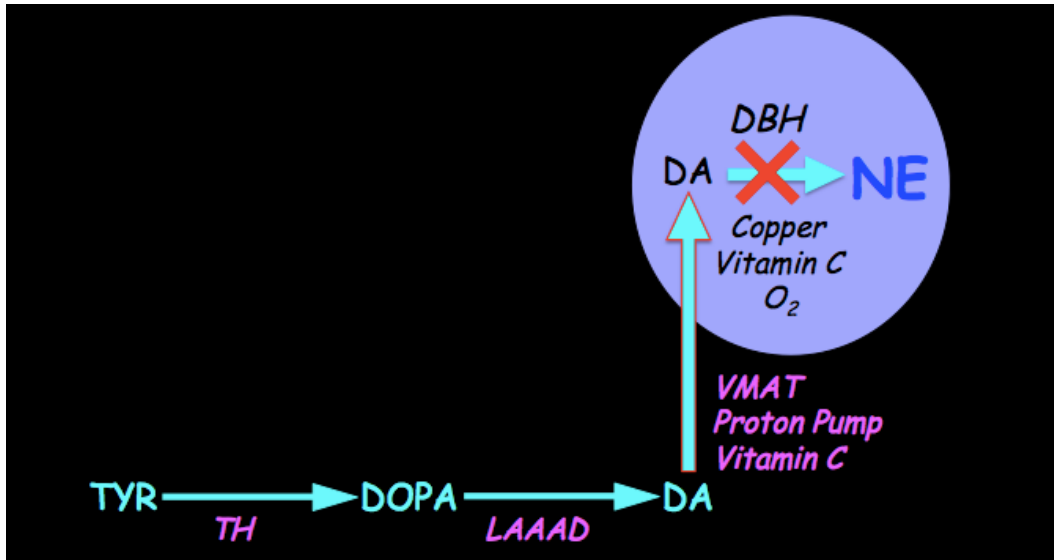 DBH
DA NE
Copper
Vitamin C
O₂
VMAT
Proton Pump
Vitamin C
TYR DOPA DA
TH LAAAD